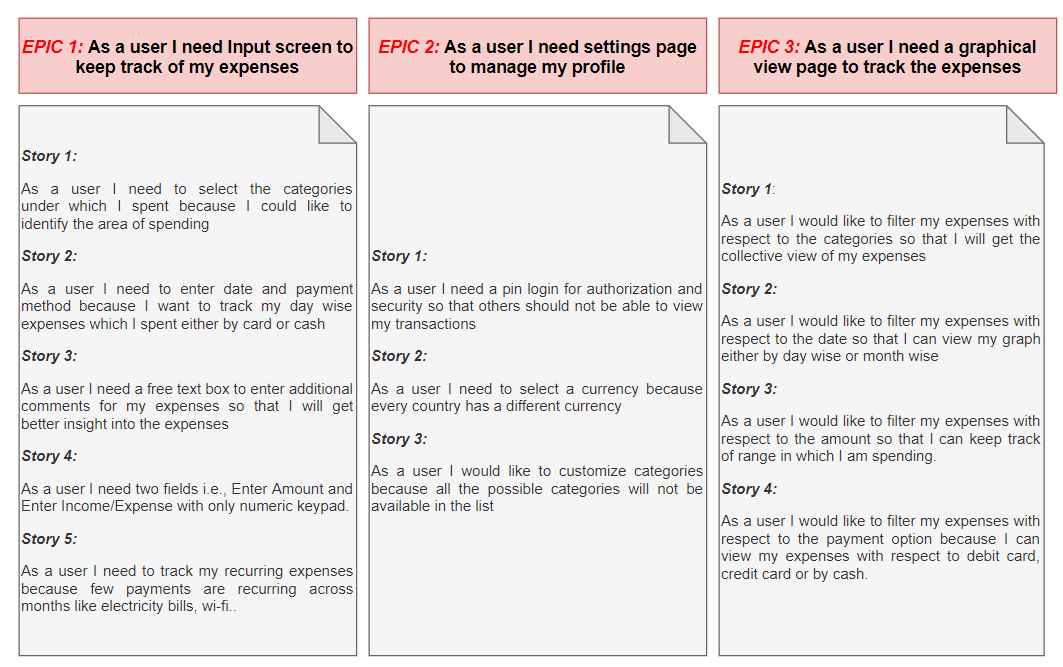 EPIC 1: As a user I need Input screen to
keep track of my expenses
Story 1:
As a user I need to select the categories
under which I spent because I could like to
identify the area of spending
Story 2:
As a user I need to enter date and payment
method because I want to track my day wise
expenses which I spent either by card or cash
Story 3:
As a user I need a free text box to enter additional
comments for my expenses so that I will get
better insight into the expenses
Story 4:
As a user I need two fields i.e., Enter Amount and
Enter Income/Expense with only numeric keypad.
Story 5:
As a user I need to track my recurring expenses
because few payments are recurring across
months like electricity bills, wi-fi..
EPIC 2: As a user I need settings page
to manage my profile
Story 1:
As a user I need a pin login for authorization and
security so that others should not be able to view
my transactions
Story 2:
As a user I need to select a currency because
every country has a different currency
Story 3:
As a user I would like to customize categories
because all the possible categories will not be
available in the list
EPIC 3: As a user I need a graphical
view page to track the expenses
Story 1:
As a user I would like to filter my expenses with
respect to the categories so that I will get the
collective view of my expenses
Story 2:
As a user I would like to filter my expenses with
respect to the date so that I can view my graph
either by day wise or month wise
Story 3:
As a user I would like to filter my expenses with
respect to the amount so that I can keep track
of range in which I am spending.
Story 4:
As a user I would like to filter my expenses with
respect to the payment option because I can
view my expenses with respect to debit card,
credit card or by cash.